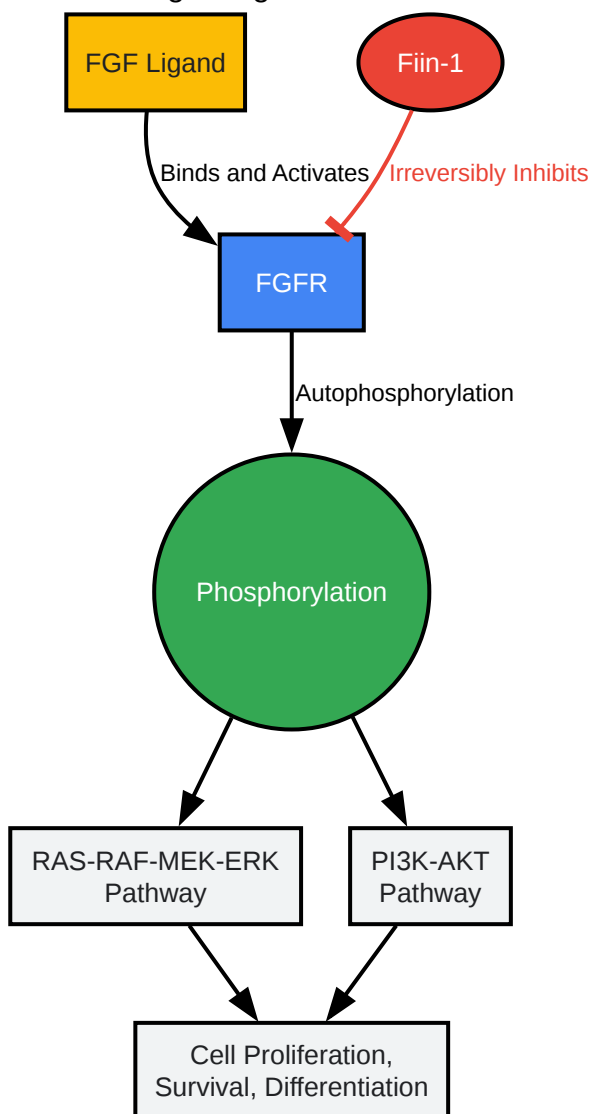 FGF Ligand
Fiin-1
Binds and Activates
Irreversibly Inhibits
FGFR
Autophosphorylation
Phosphorylation
RAS-RAF-MEK-ERK
Pathway
PI3K-AKT
Pathway
Cell Proliferation,
Survival, Differentiation